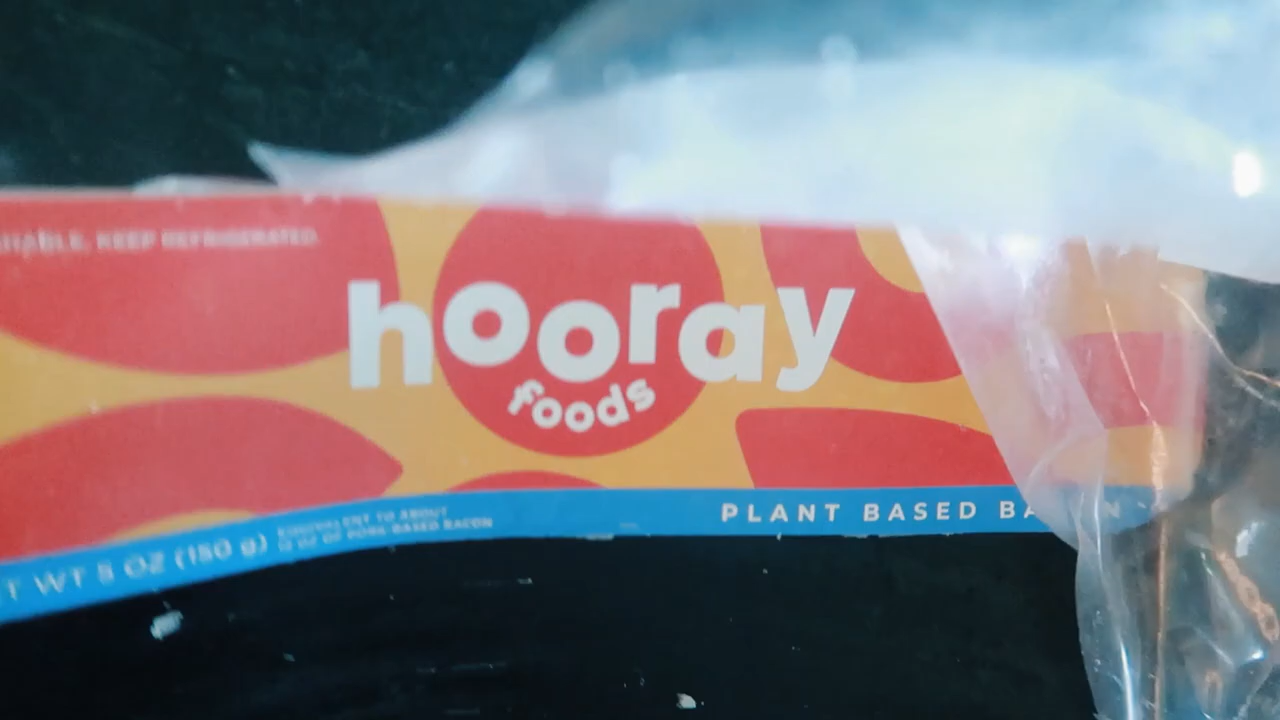 KEEP REFRIGERATED.
hooray
foods
WT 5 OZ (150 g)
EQUIVALENT TO ABOUT
12 OZ OF PORK BASED BACON
PLANT BASED BA N